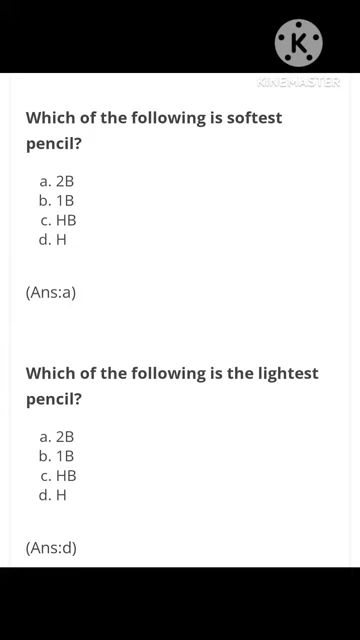 K
KINEMASTER
Which of the following is softest
pencil?
a. 2B
b. 1B
c. HB
d. H
(Ans:a)
Which of the following is the lightest
pencil?
a. 2B
b. 1B
c. HB
d. H
(Ans:d)